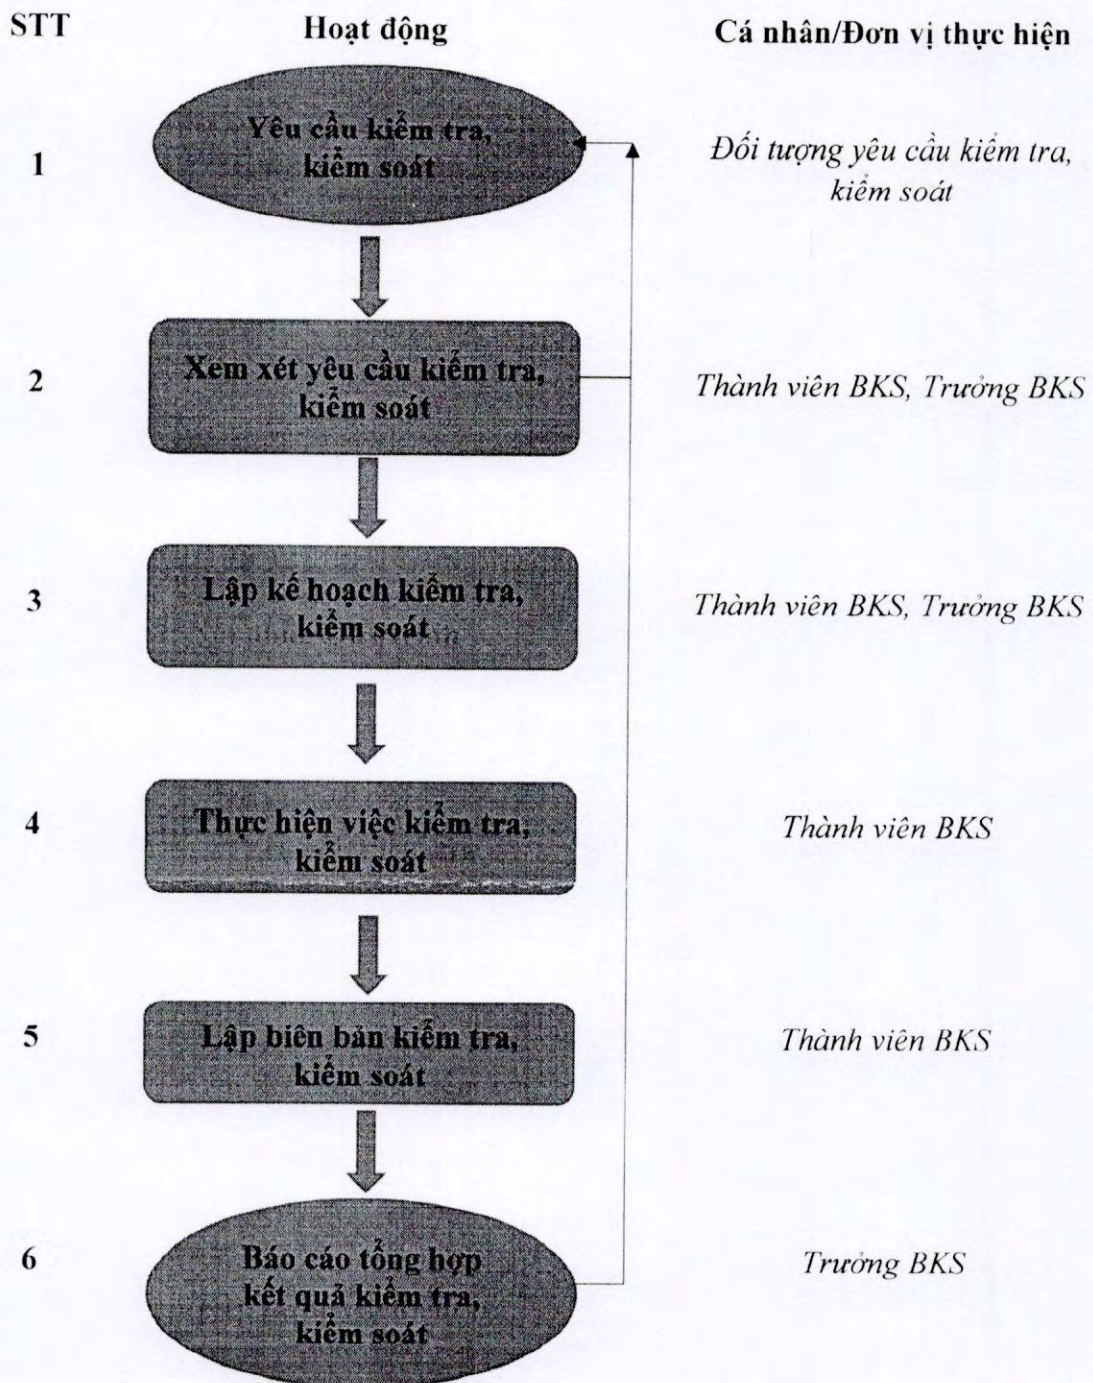 STT Hoạt động Cá nhân/Đơn vị thực hiện
1
Yêu cầu kiểm tra,
kiểm soát
Đối tượng yêu cầu kiểm tra,
kiểm soát
2
Xem xét yêu cầu kiểm tra,
kiểm soát
Thành viên BKS, Trưởng BKS
3
Lập kế hoạch kiểm tra,
kiểm soát
Thành viên BKS, Trưởng BKS
4
Thực hiện việc kiểm tra,
kiểm soát
Thành viên BKS
5
Lập biên bản kiểm tra,
kiểm soát
Thành viên BKS
6
Báo cáo tổng hợp
kết quả kiểm tra,
kiểm soát
Trưởng BKS